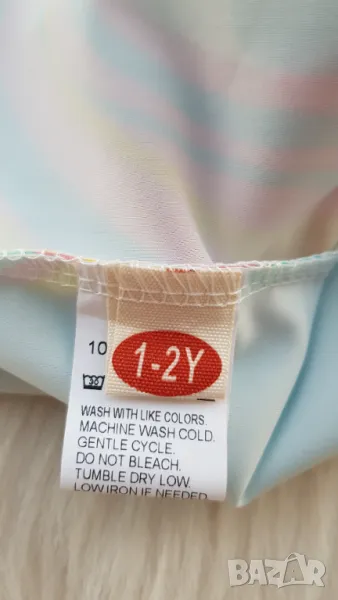 10
1-2Y
WASH WITH LIKE COLORS.
MACHINE WASH COLD.
GENTLE CYCLE.
DO NOT BLEACH.
TUMBLE DRY LOW.
LOW IRON IF NEEDED
BAZAR